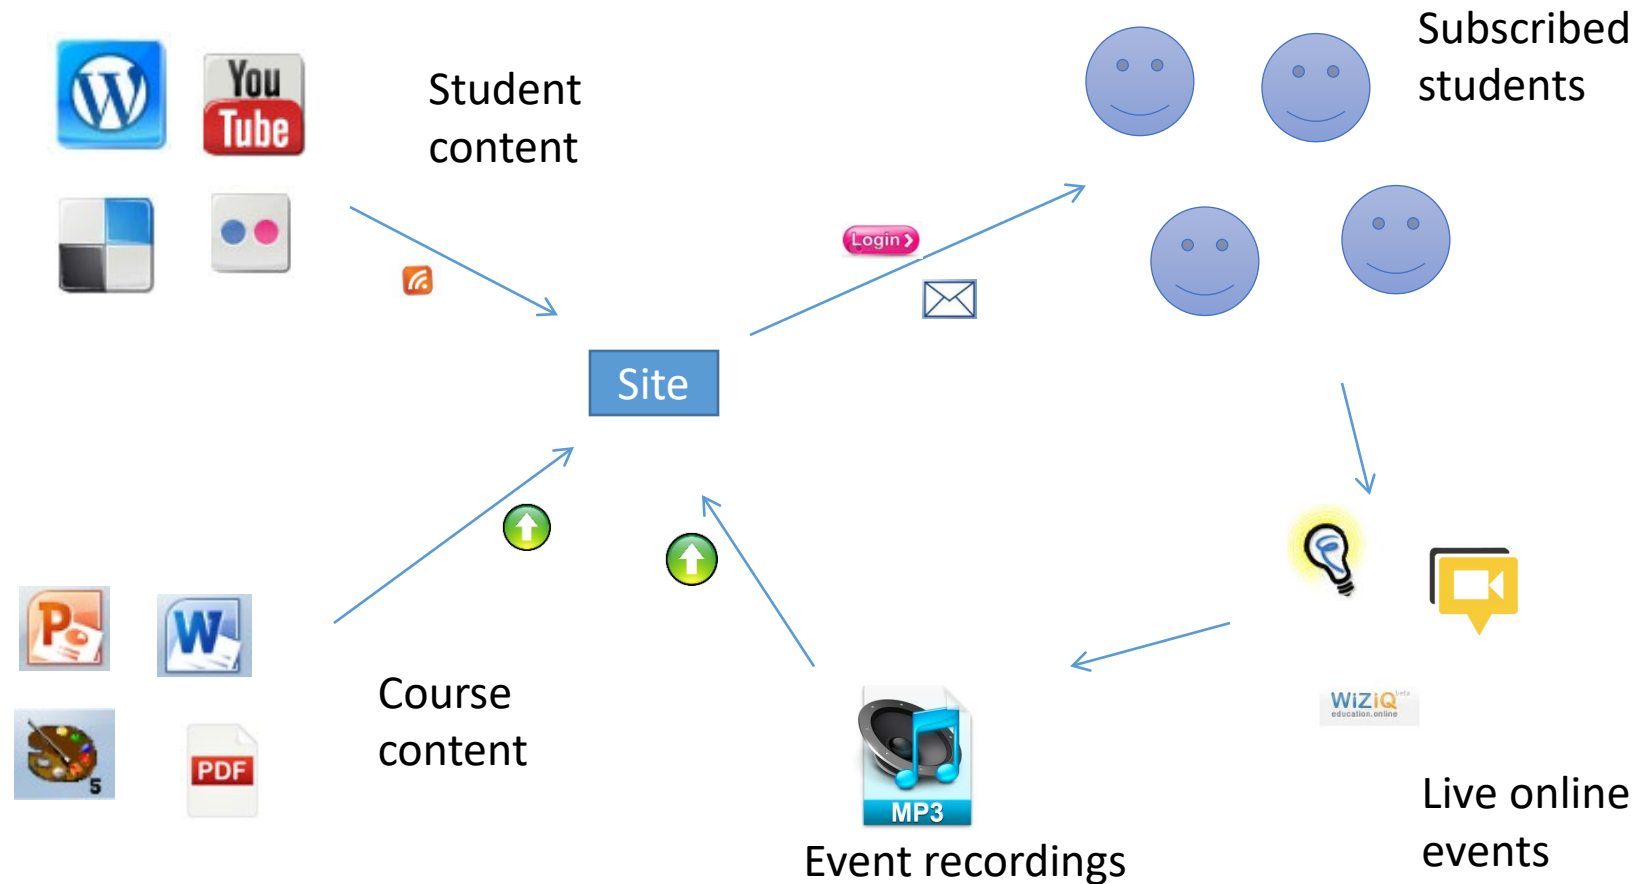 You
Tube
Student
content
Subscribed
students
Login
Site
P
W
5
PDF
Course
content
MP3
Event recordings
WiZiQ beta
education.online
Live online
events